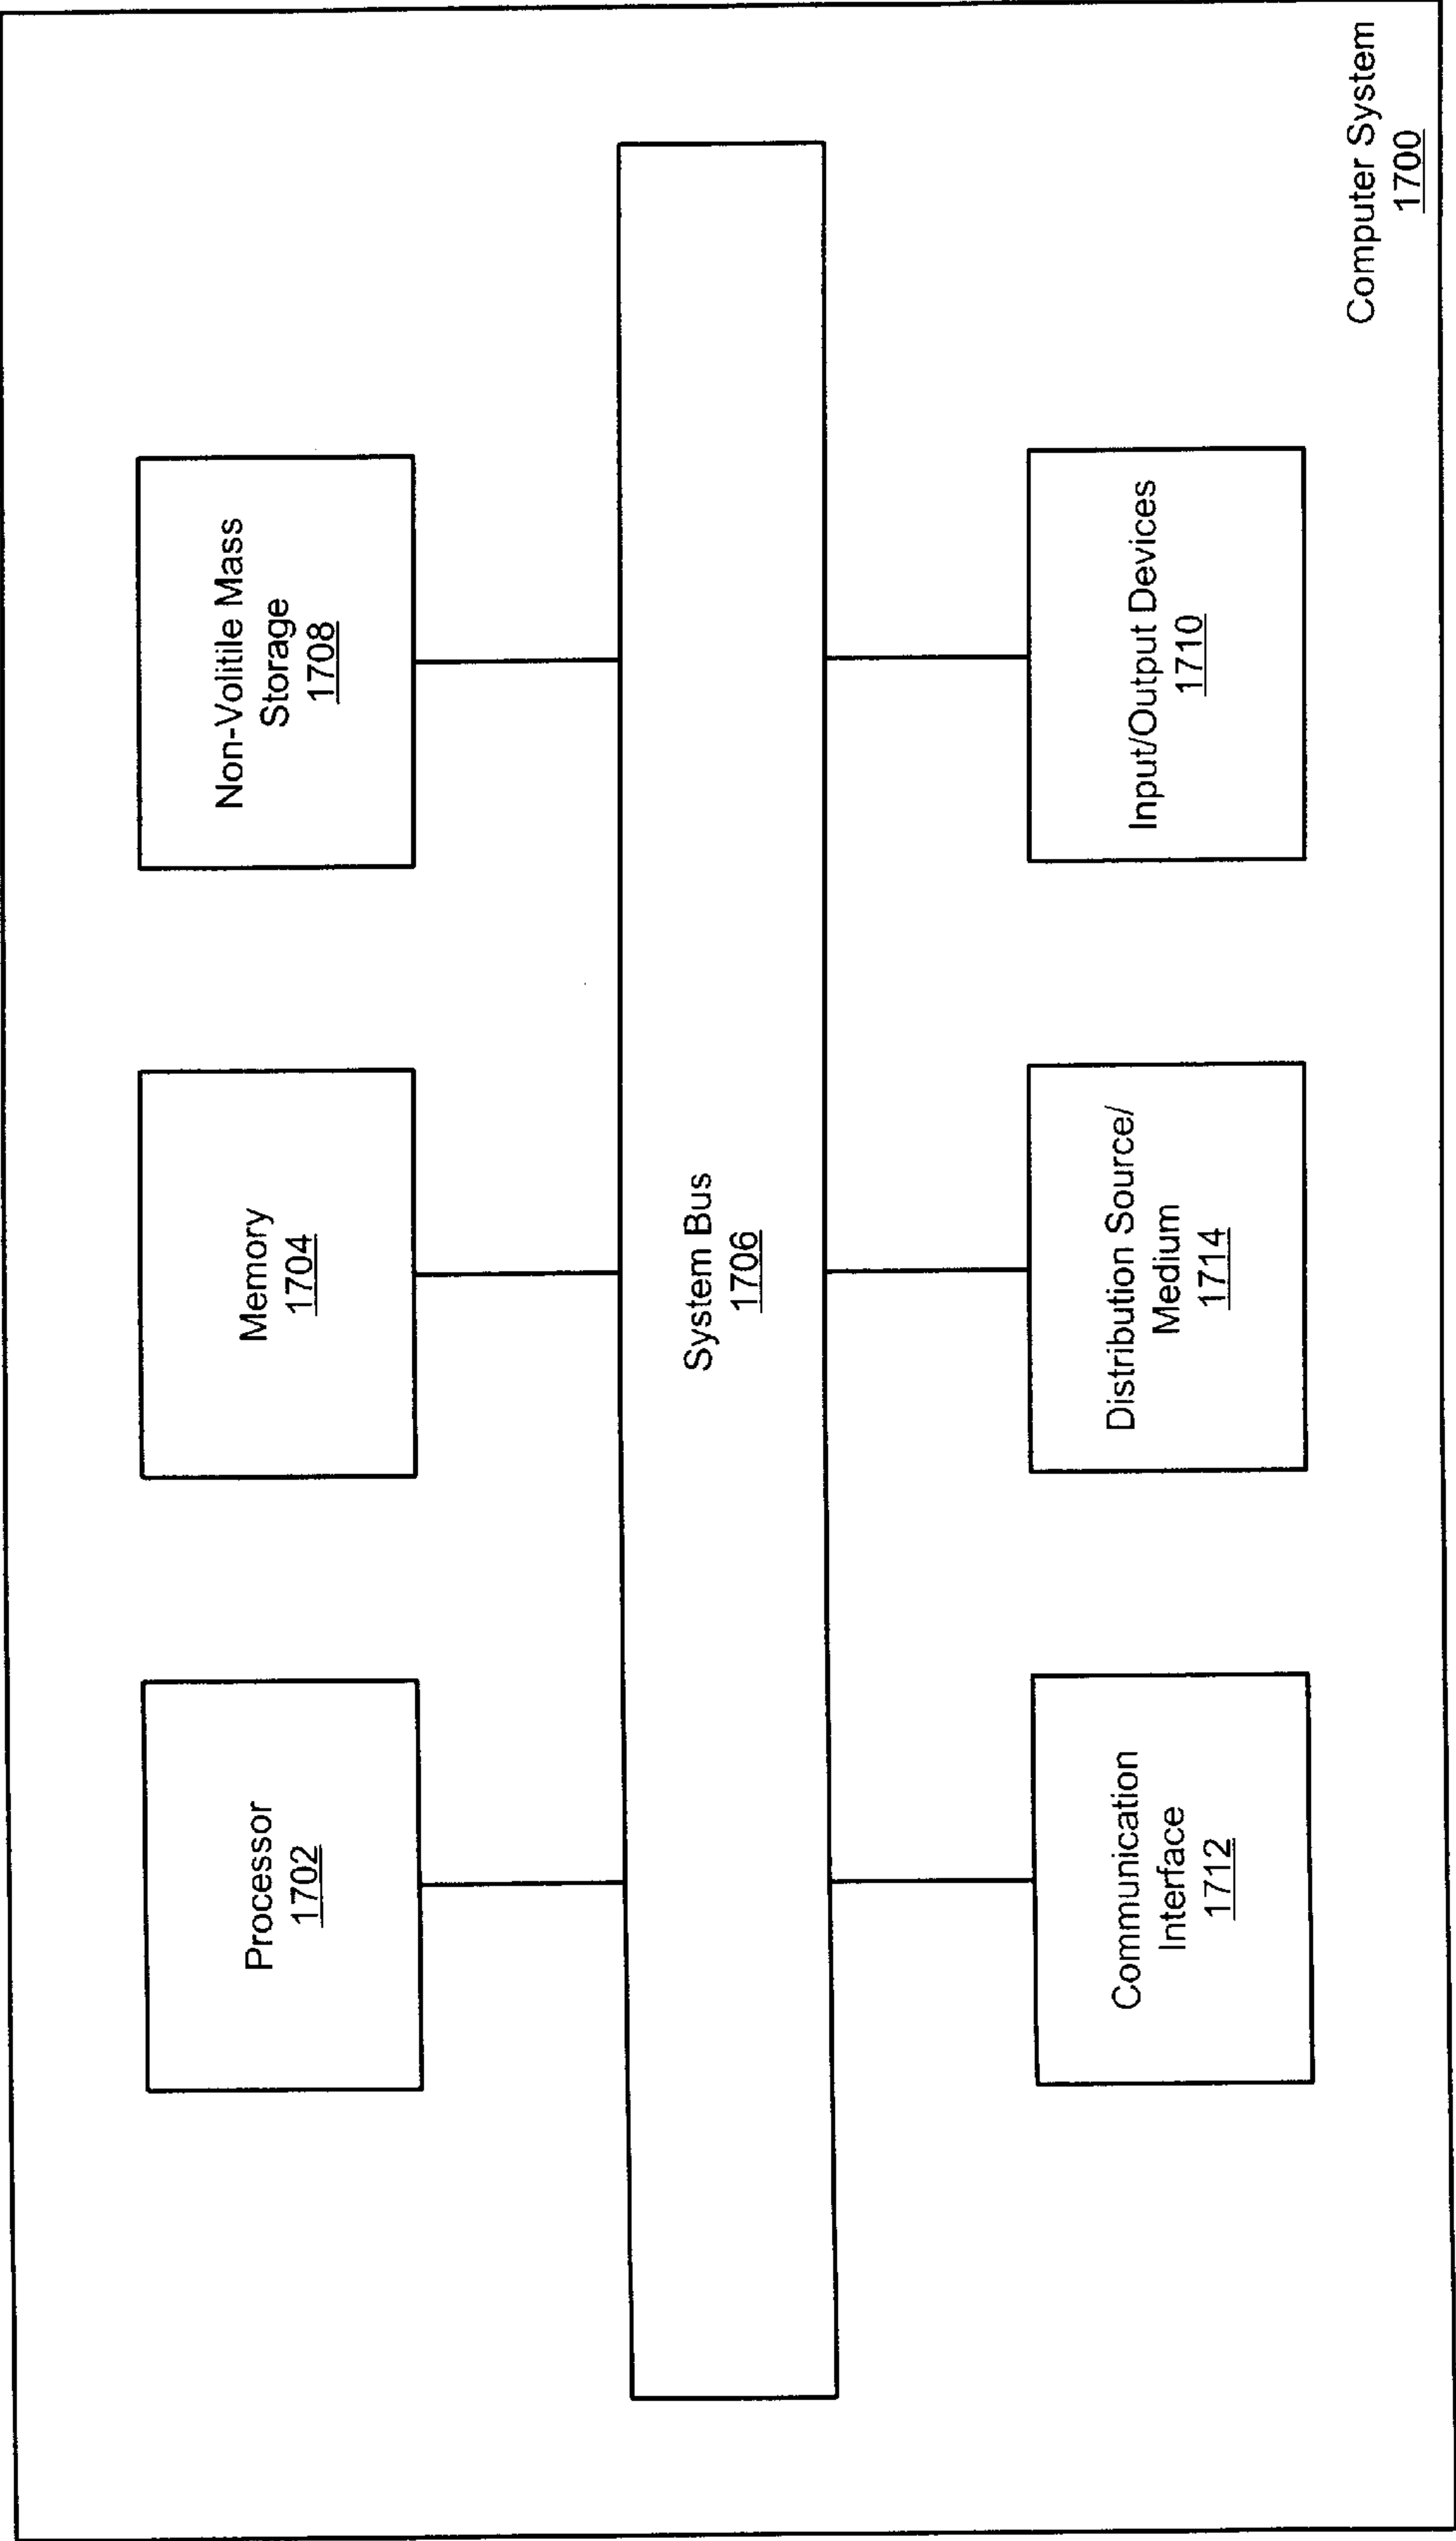 Processor
1702
Memory
1704
Non-Volitile Mass
Storage
1708
System Bus
1706
Communication
Interface
1712
Distribution Source/
Medium
1714
Input/Output Devices
1710
Computer System
1700